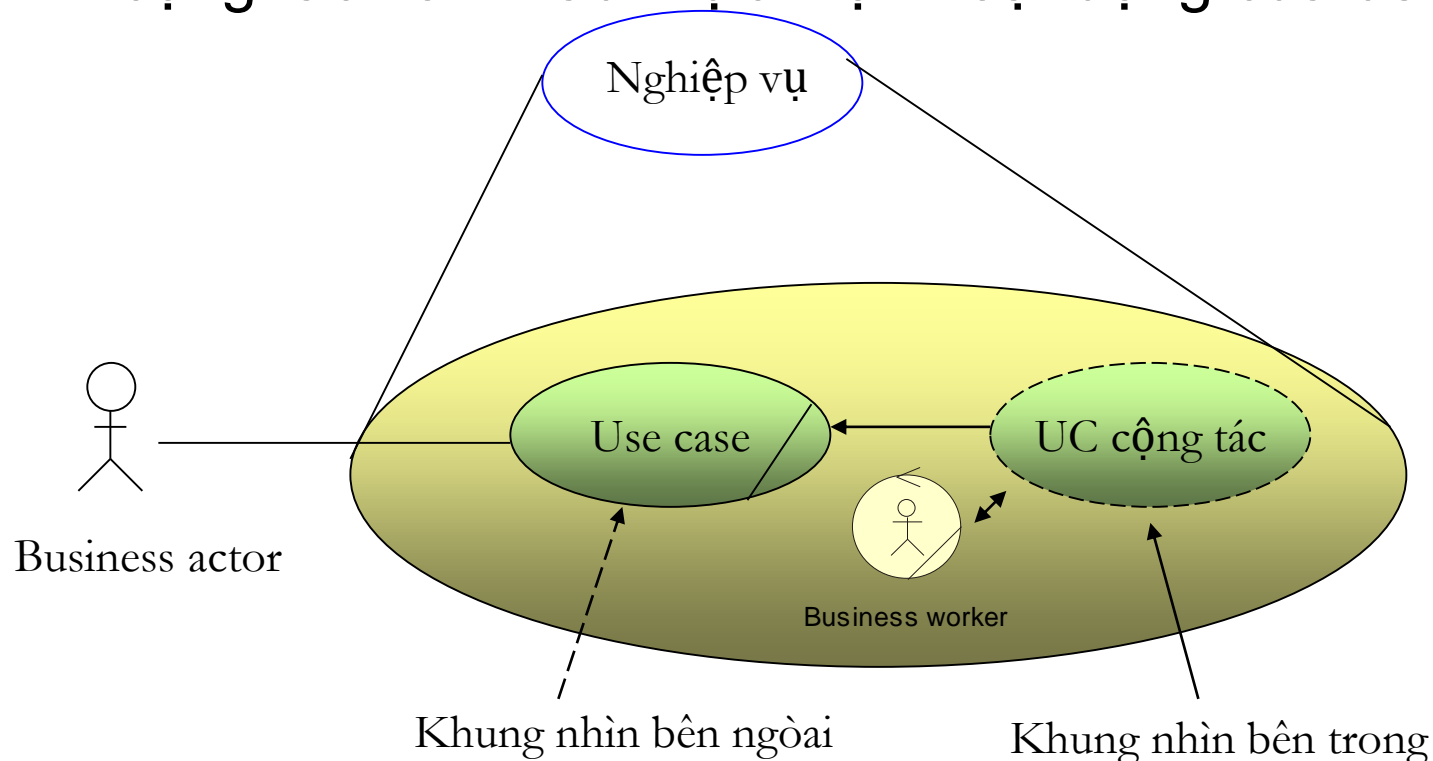 Nghiệp vụ
Use case
UC cộng tác
Business actor
Business worker
Khung nhìn bên ngòai
Khung nhìn bên trong